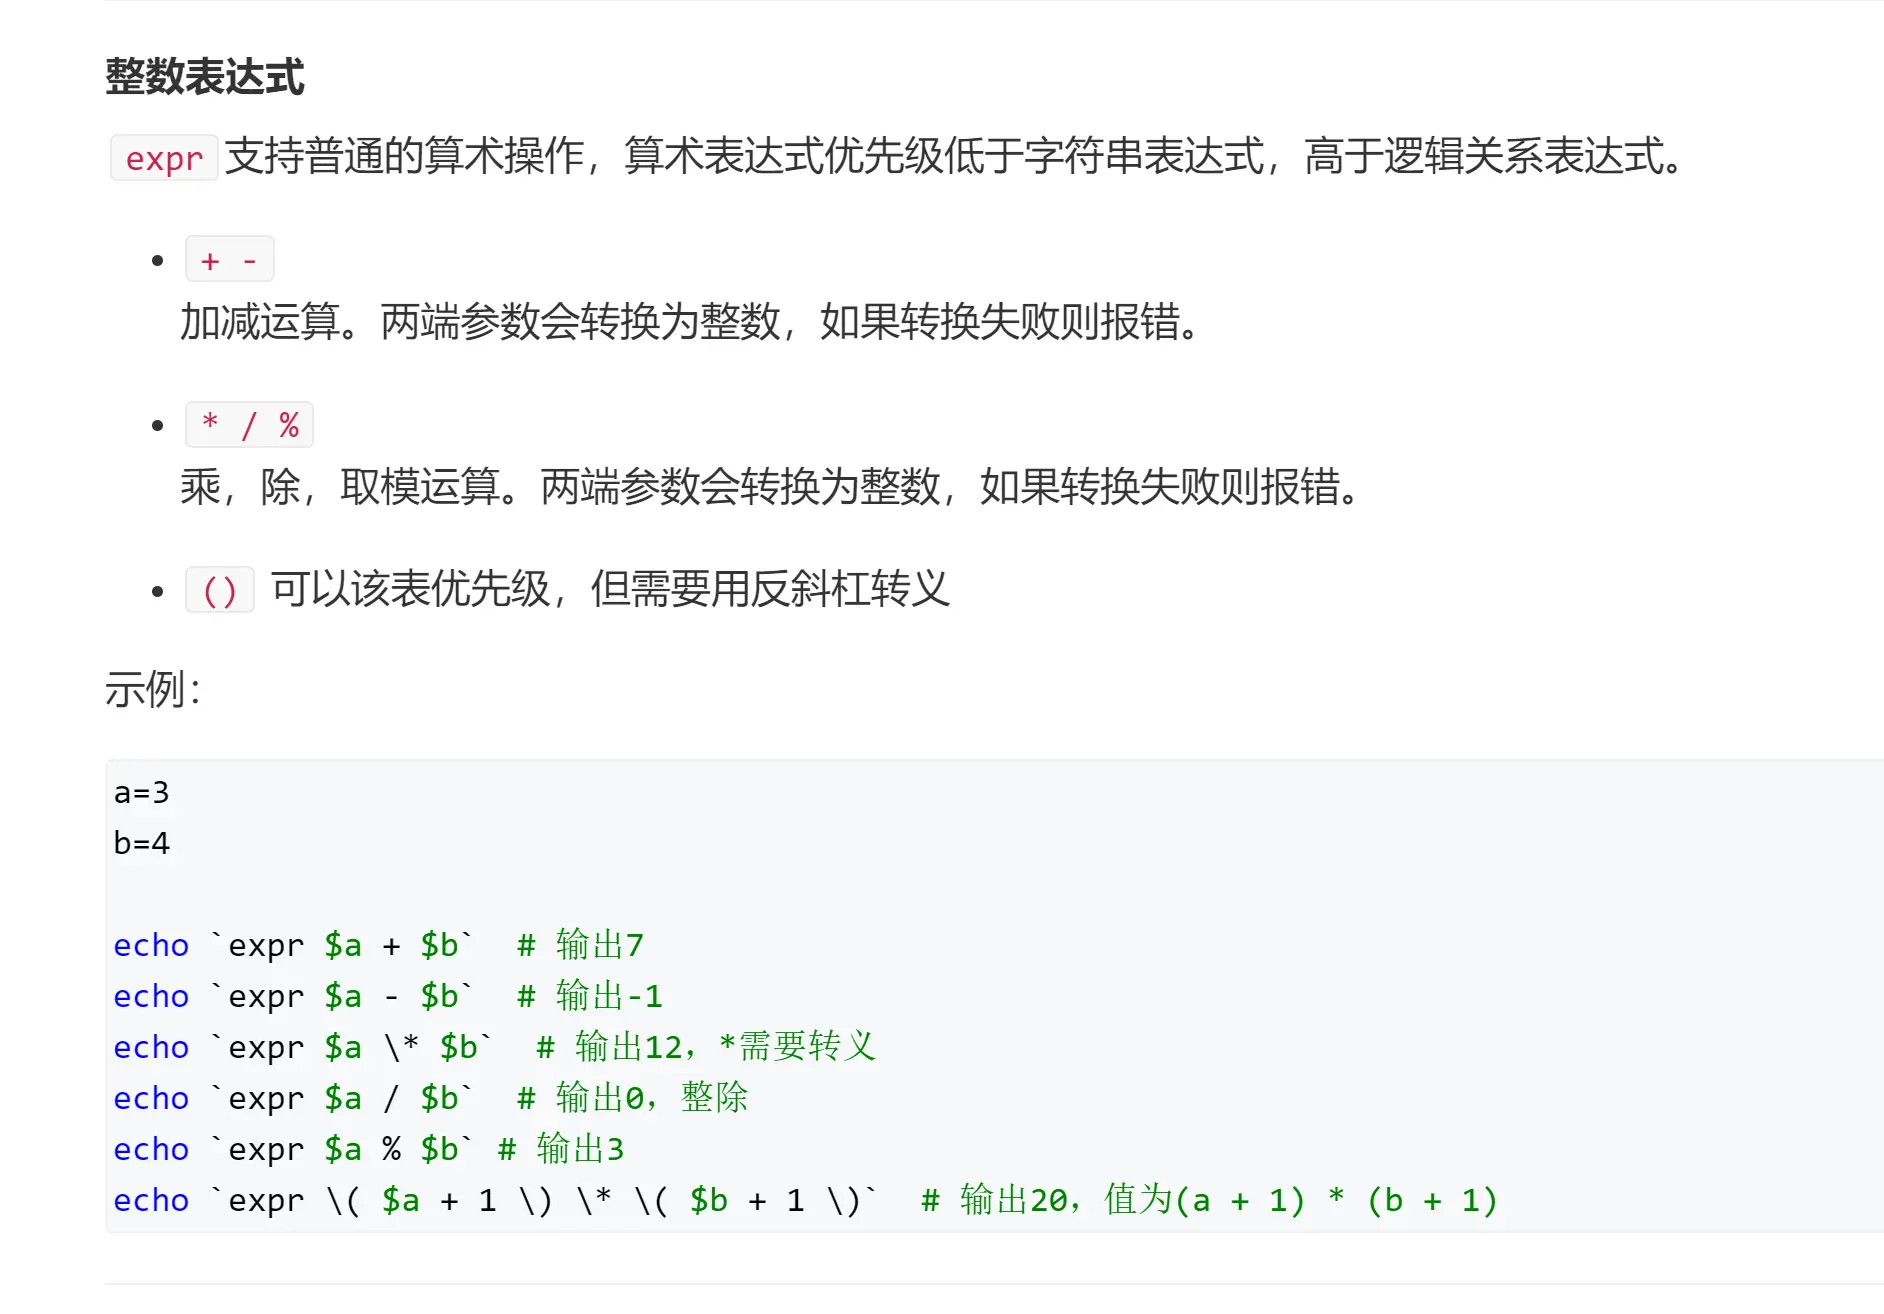 整数表达式
expr 支持普通的算术操作，算术表达式优先级低于字符串表达式，高于逻辑关系表达式。
+ -
加减运算。两端参数会转换为整数，如果转换失败则报错。
* / %
乘，除，取模运算。两端参数会转换为整数，如果转换失败则报错。
() 可以该表优先级，但需要用反斜杠转义
示例：
a=3
b=4
echo `expr $a + $b`  # 输出7
echo `expr $a - $b`  # 输出-1
echo `expr $a \* $b`  # 输出12，*需要转义
echo `expr $a / $b`  # 输出0，整除
echo `expr $a % $b` # 输出3
echo `expr \( $a + 1 \) \* \( $b + 1 \)`  # 输出20，值为(a + 1) * (b + 1)